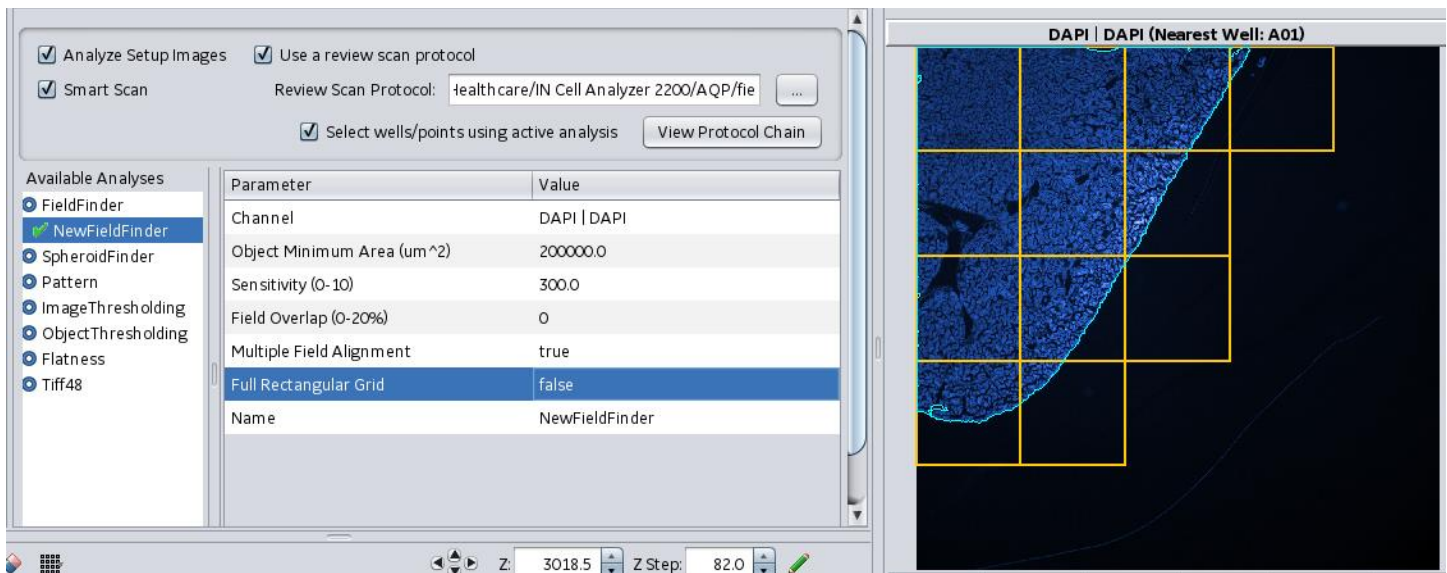 Analyze Setup Images Use a review scan protocol
Smart Scan Review Scan Protocol: Healthcare/IN Cell Analyzer 2200/AQP/fie ...
Select wells/points using active analysis View Protocol Chain
Available Analyses
FieldFinder
NewFieldFinder
SpheroidFinder
Pattern
ImageThresholding
ObjectThresholding
Flatness
Tiff48
Parameter Value
Channel DAPI | DAPI
Object Minimum Area (um^2) 200000.0
Sensitivity (0-10) 300.0
Field Overlap (0-20%) 0
Multiple Field Alignment true
Full Rectangular Grid false
Name NewFieldFinder
Z: 3018.5 Z Step: 82.0
DAPI | DAPI (Nearest Well: A01)